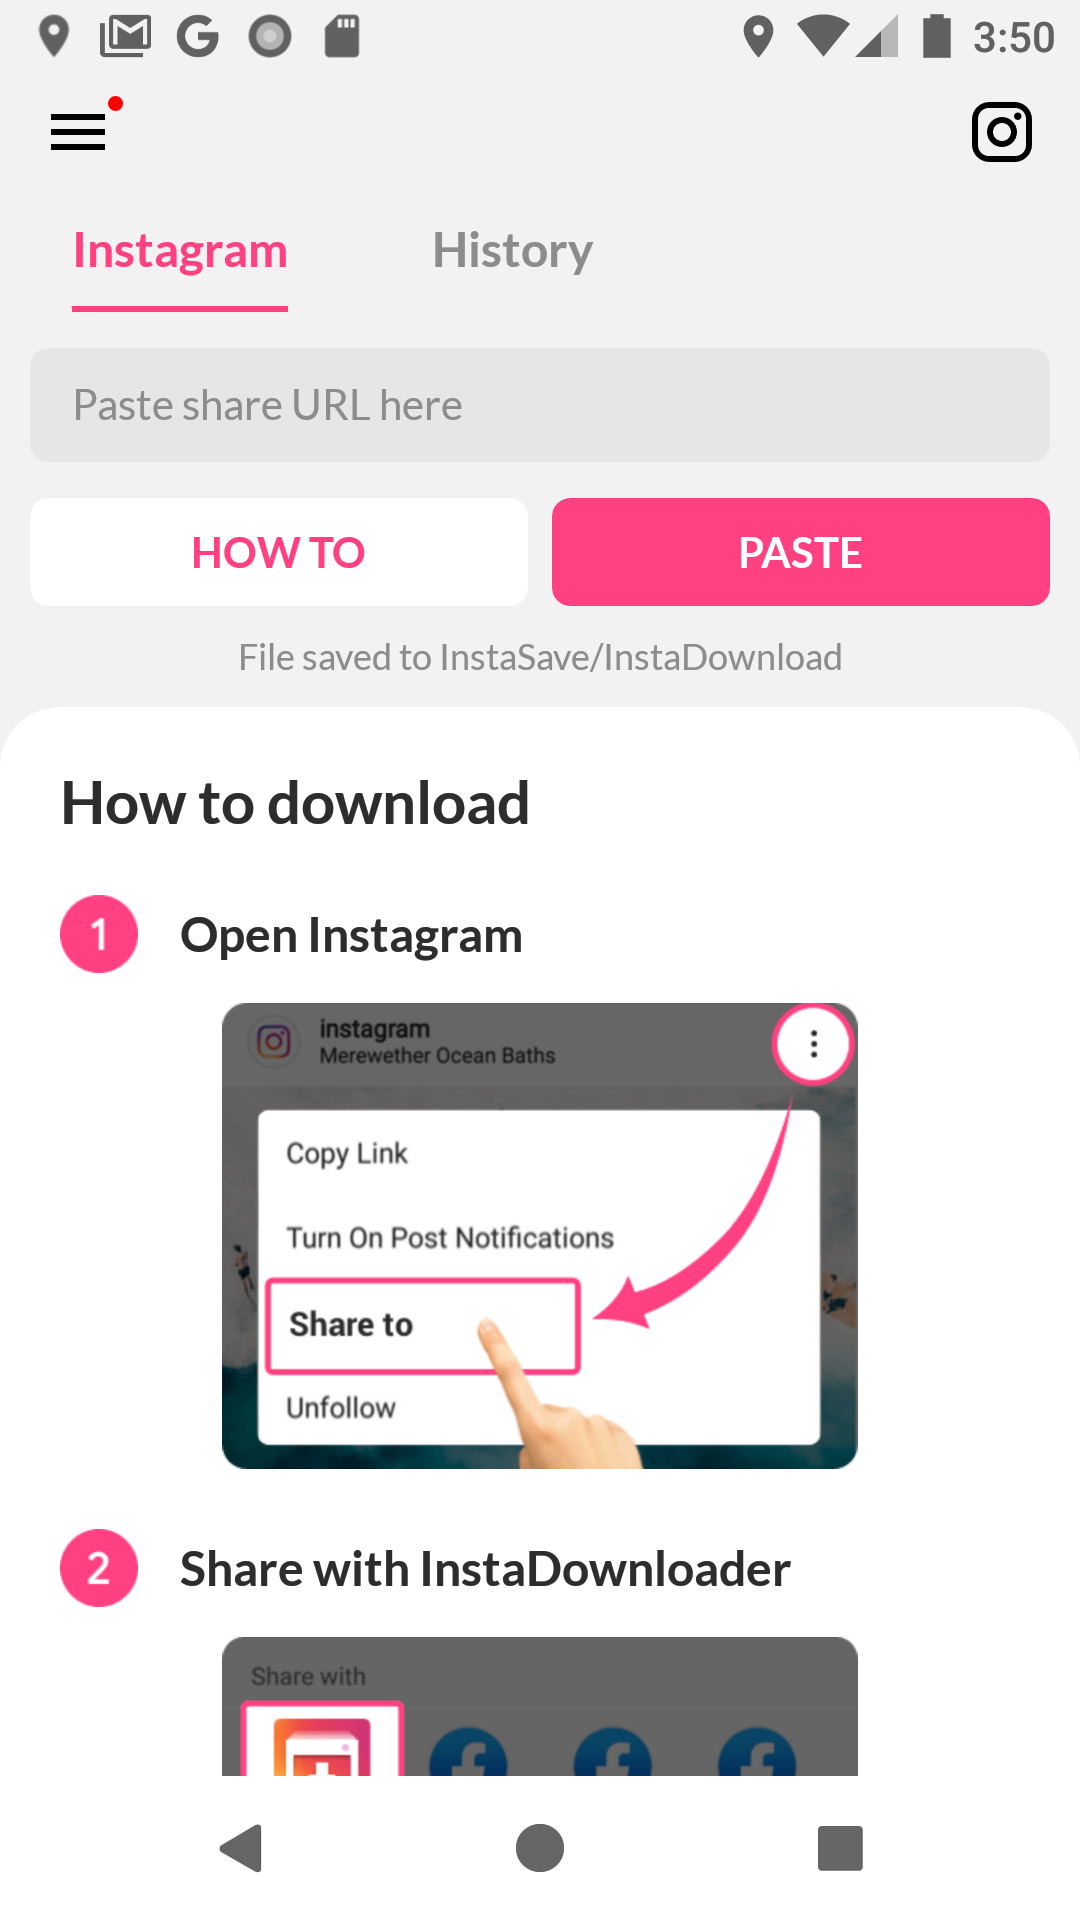 3:50
Instagram
History
Paste share URL here
HOW TO
PASTE
File saved to InstaSave/InstaDownload
How to download
1
Open Instagram
instagram
Merewether Ocean Baths
Copy Link
Turn On Post Notifications
Share to
Unfollow
2
Share with InstaDownloader
Share with